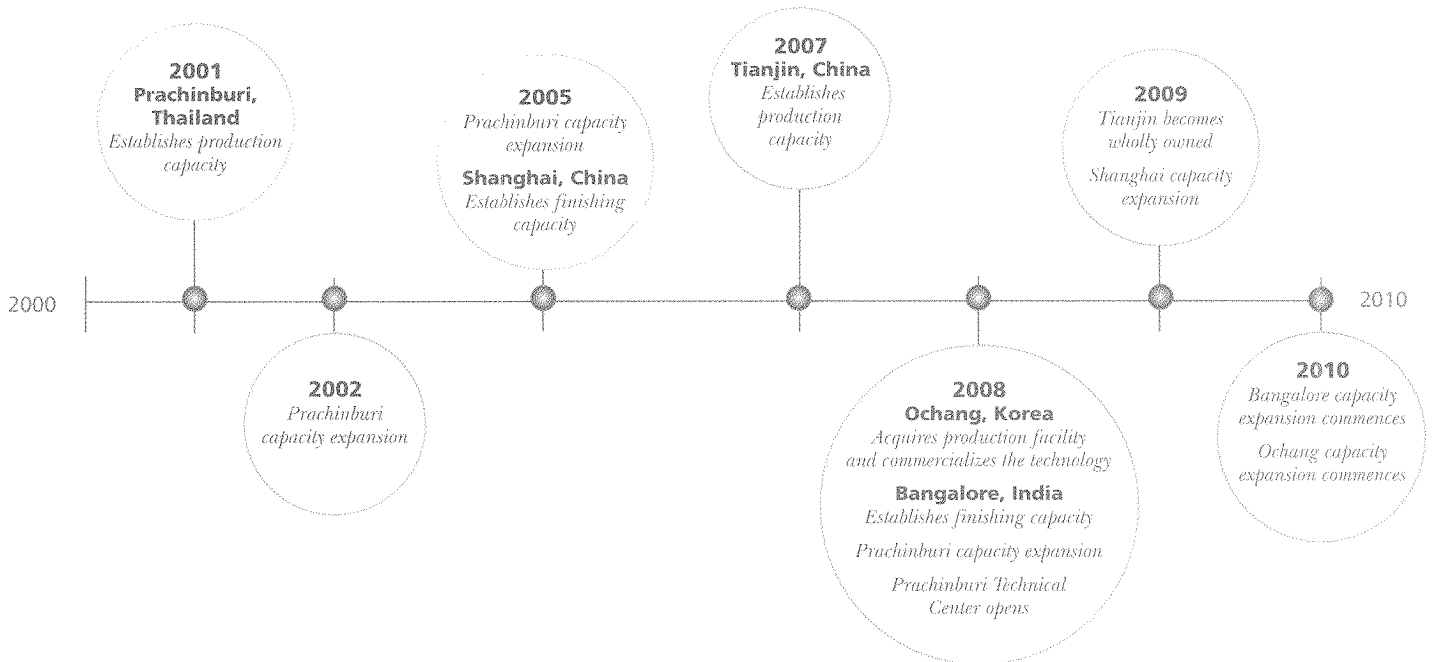 2000
2001
Prachinburi,
Thailand
Establishes production
capacity
2002
Prachinburi
capacity expansion
2005
Prachinburi capacity
expansion
Shanghai, China
Establishes finishing
capacity
2007
Tianjin, China
Establishes
production
capacity
2008
Ochang, Korea
Acquires production facility
and commercializes the technology
Bangalore, India
Establishes finishing capacity
Prachinburi capacity expansion
Prachinburi Technical
Center opens
2009
Tianjin becomes
wholly owned
Shanghai capacity
expansion
2010
Bangalore capacity
expansion commences
Ochang capacity
expansion commences
2010